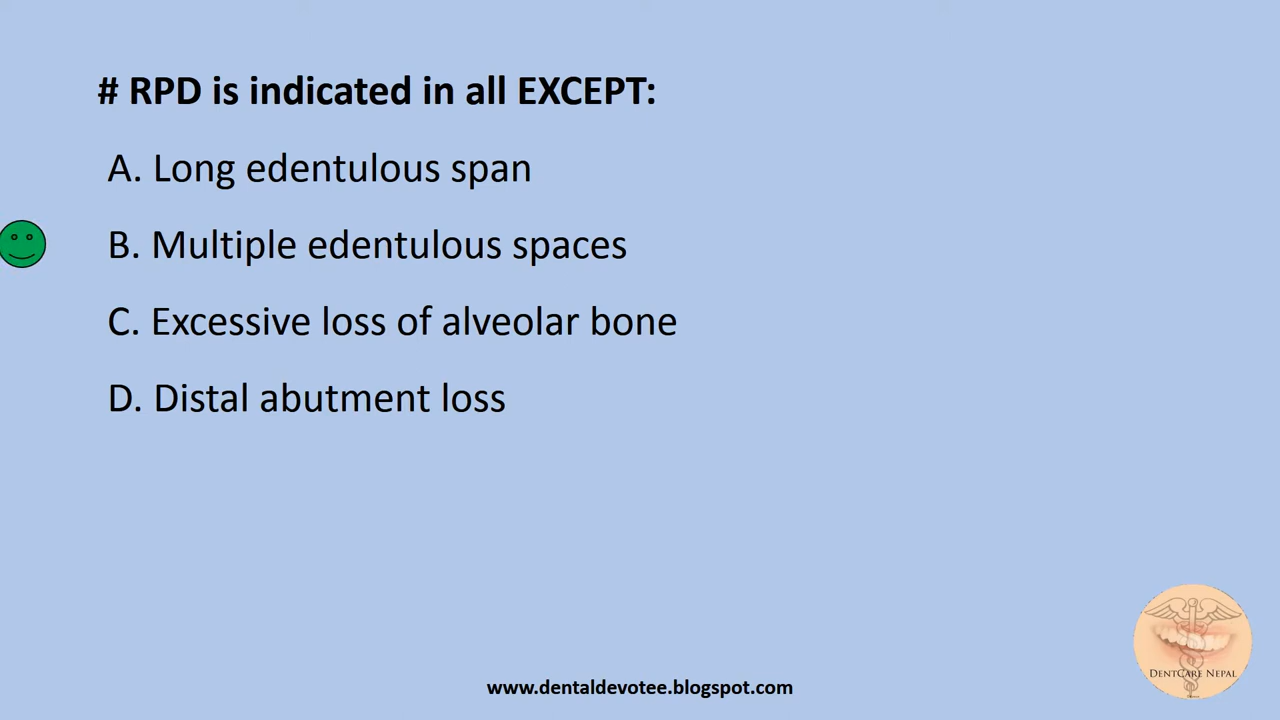 # RPD is indicated in all EXCEPT:
A. Long edentulous span
B. Multiple edentulous spaces
C. Excessive loss of alveolar bone
D. Distal abutment loss
DentCare Nepal
www.dentaldevotee.blogspot.com